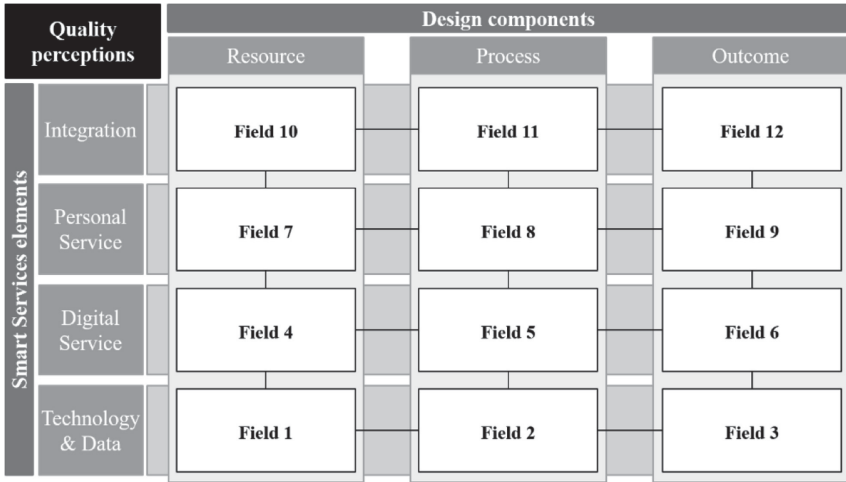 Quality
perceptions
Design components
Resource
Process
Outcome
Smart Services elements
Integration
Field 10
Field 11
Field 12
Personal
Service
Field 7
Field 8
Field 9
Digital
Service
Field 4
Field 5
Field 6
Technology
& Data
Field 1
Field 2
Field 3